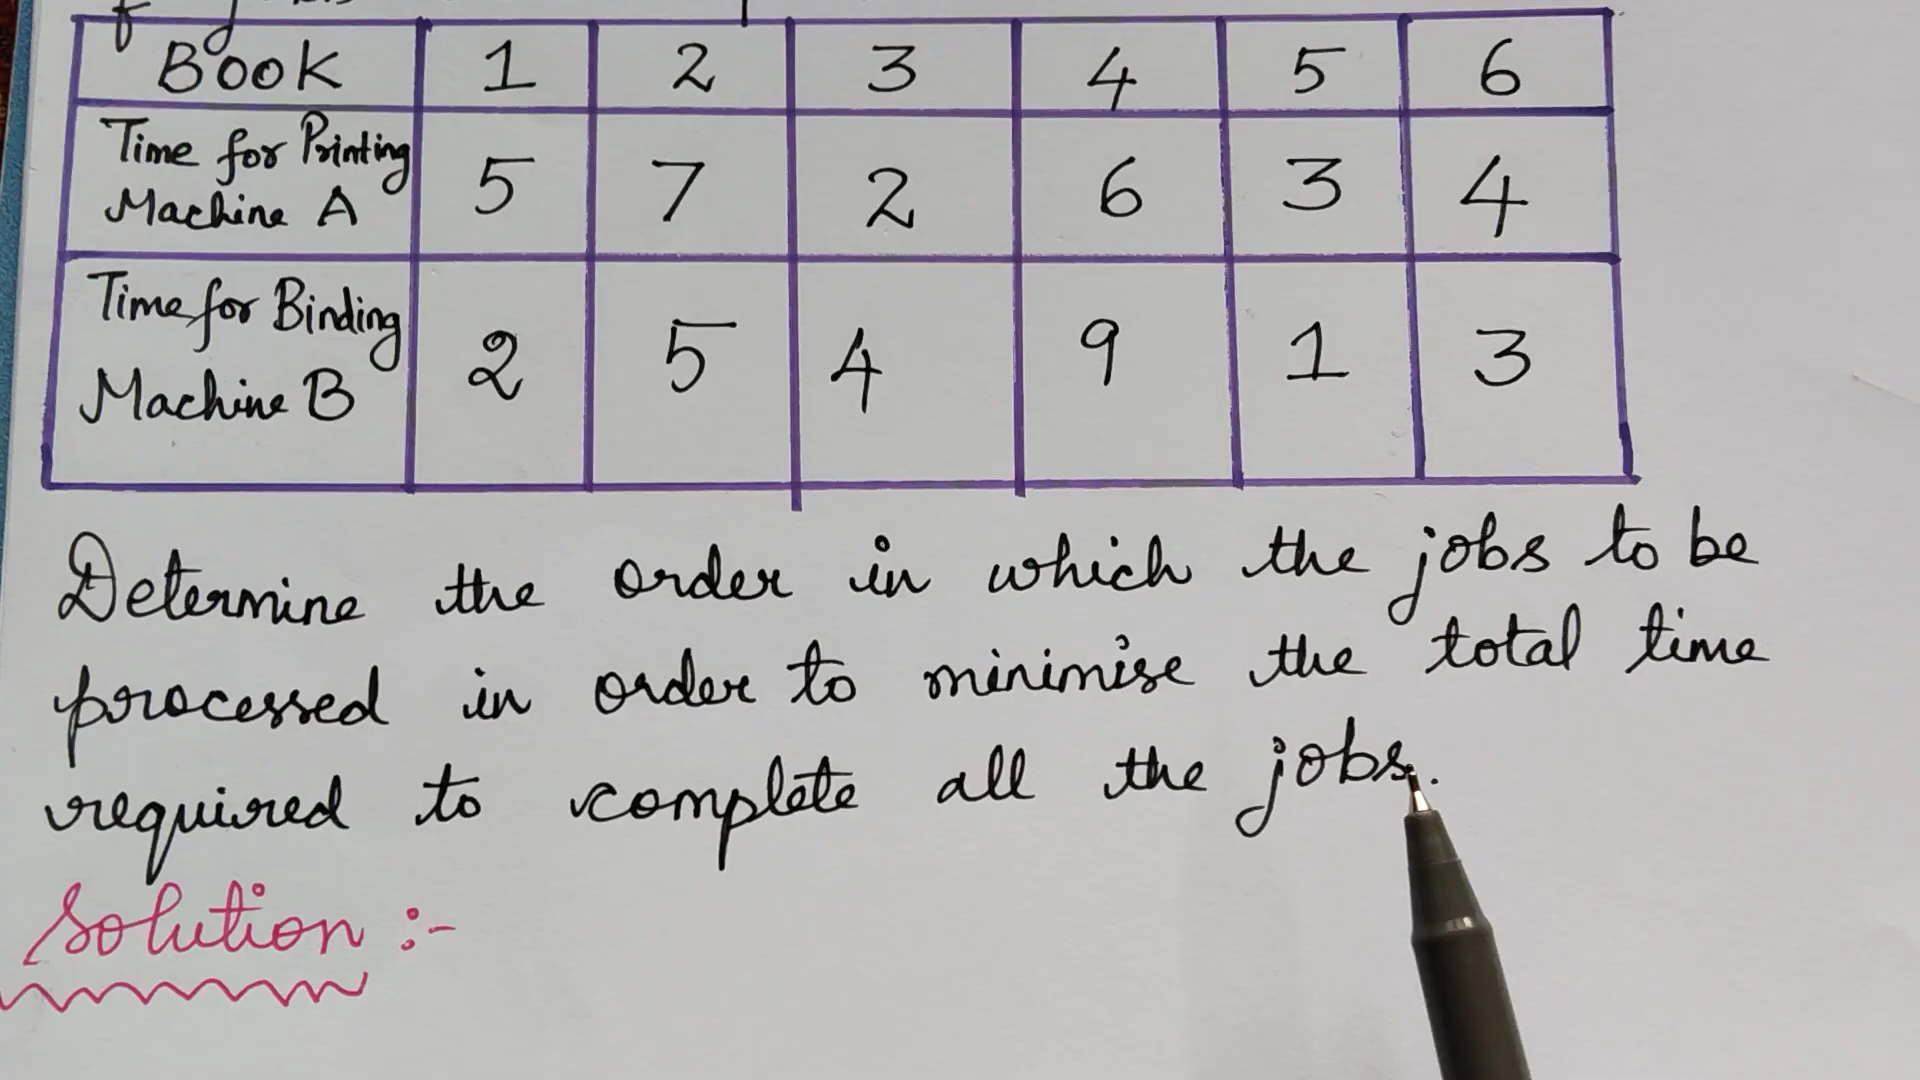 BOOK 1 2 3 4 5 6
Time for Printing
Machine A 5 7 2 6 3 4
Time for Binding
Machine B 2 5 4 9 1 3
Determine the order in which the jobs to be
processed in order to minimise the total time
required to complete all the jobs.
Solution :-